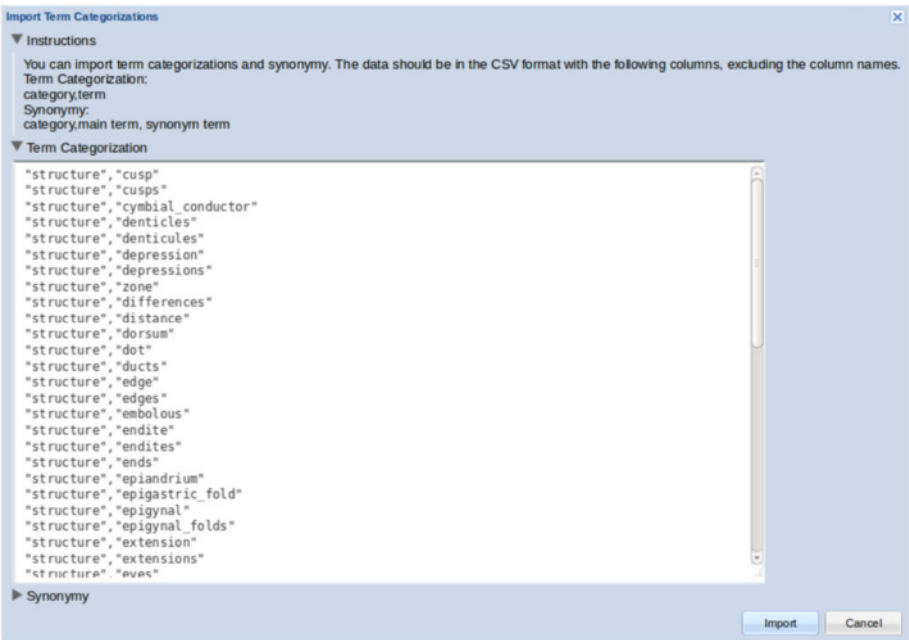 Import Term Categorizations
Instructions
You can import term categorizations and synonymy. The data should be in the CSV format with the following columns, excluding the column names.
Term Categorization:
category,term
Synonymy:
category,main term, synonym term
Term Categorization
"structure","cusp"
"structure","cusps"
"structure","cymbial_conductor"
"structure","denticles"
"structure","denticules"
"structure","depression"
"structure","depressions"
"structure","zone"
"structure","differences"
"structure","distance"
"structure","dorsum"
"structure","dot"
"structure","ducts"
"structure","edge"
"structure","edges"
"structure","embolous"
"structure","endite"
"structure","endites"
"structure","ends"
"structure","epiandrium"
"structure","epigastric_fold"
"structure","epigynal"
"structure","epigynal_folds"
"structure","extension"
"structure","extensions"
"structure","eyes"
Synonymy
Import Cancel